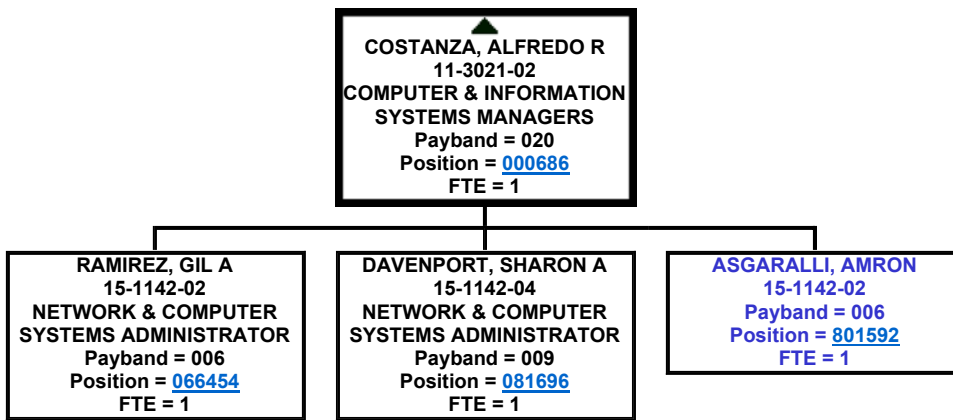 COSTANZA, ALFREDO R
11-3021-02
COMPUTER & INFORMATION
SYSTEMS MANAGERS
Payband = 020
Position = 000686
FTE = 1
RAMIREZ, GIL A
15-1142-02
NETWORK & COMPUTER
SYSTEMS ADMINISTRATOR
Payband = 006
Position = 066454
FTE = 1
DAVENPORT, SHARON A
15-1142-04
NETWORK & COMPUTER
SYSTEMS ADMINISTRATOR
Payband = 009
Position = 081696
FTE = 1
ASGARALLI, AMRON
15-1142-02
Payband = 006
Position = 801592
FTE = 1